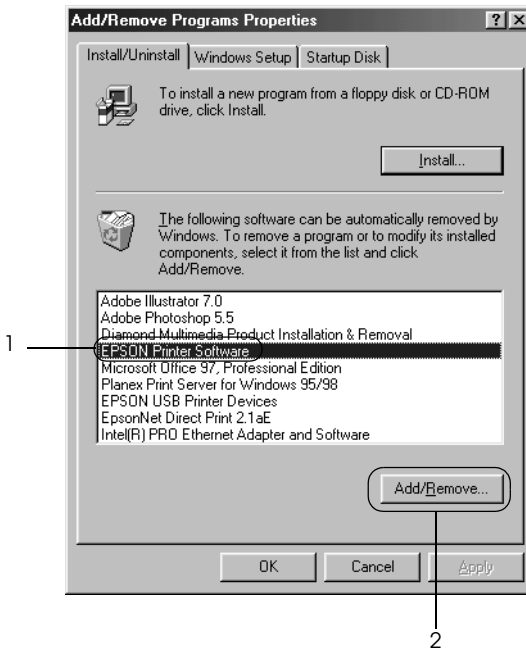 Add/Remove Programs Properties
Install/Uninstall
Windows Setup
Startup Disk
To install a new program from a floppy disk or CD-ROM
drive, click Install.
Install...
The following software can be automatically removed by
Windows. To remove a program or to modify its installed
components, select it from the list and click
Add/Remove.
Adobe Illustrator 7.0
Adobe Photoshop 5.5
Diamond Multimedia Product Installation & Removal
1
EPSON Printer Software
Microsoft Office 97, Professional Edition
Planex Print Server for Windows 95/98
EPSON USB Printer Devices
EpsonNet Direct Print 2.1aE
Intel(R) PRO Ethernet Adapter and Software
Add/Remove...
OK
Cancel
Apply
2